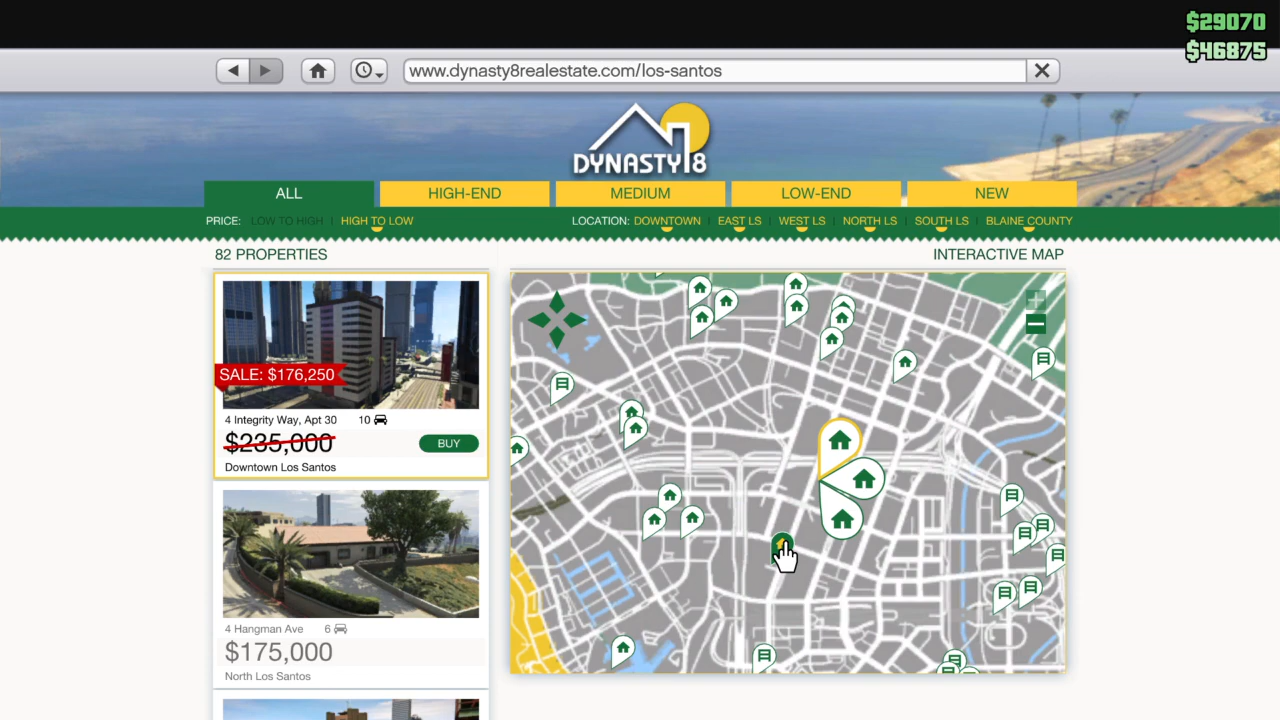 $29070
$46875
www.dynasty8realestate.com/los-santos
DYNASTY 8
ALL
HIGH-END
MEDIUM
LOW-END
NEW
PRICE: LOW TO HIGH | HIGH TO LOW
LOCATION: DOWNTOWN | EAST LS | WEST LS | NORTH LS | SOUTH LS | BLAINE COUNTY
82 PROPERTIES
INTERACTIVE MAP
SALE: $176,250
4 Integrity Way, Apt 30 10
$235,000
BUY
Downtown Los Santos
4 Hangman Ave 6
$175,000
North Los Santos